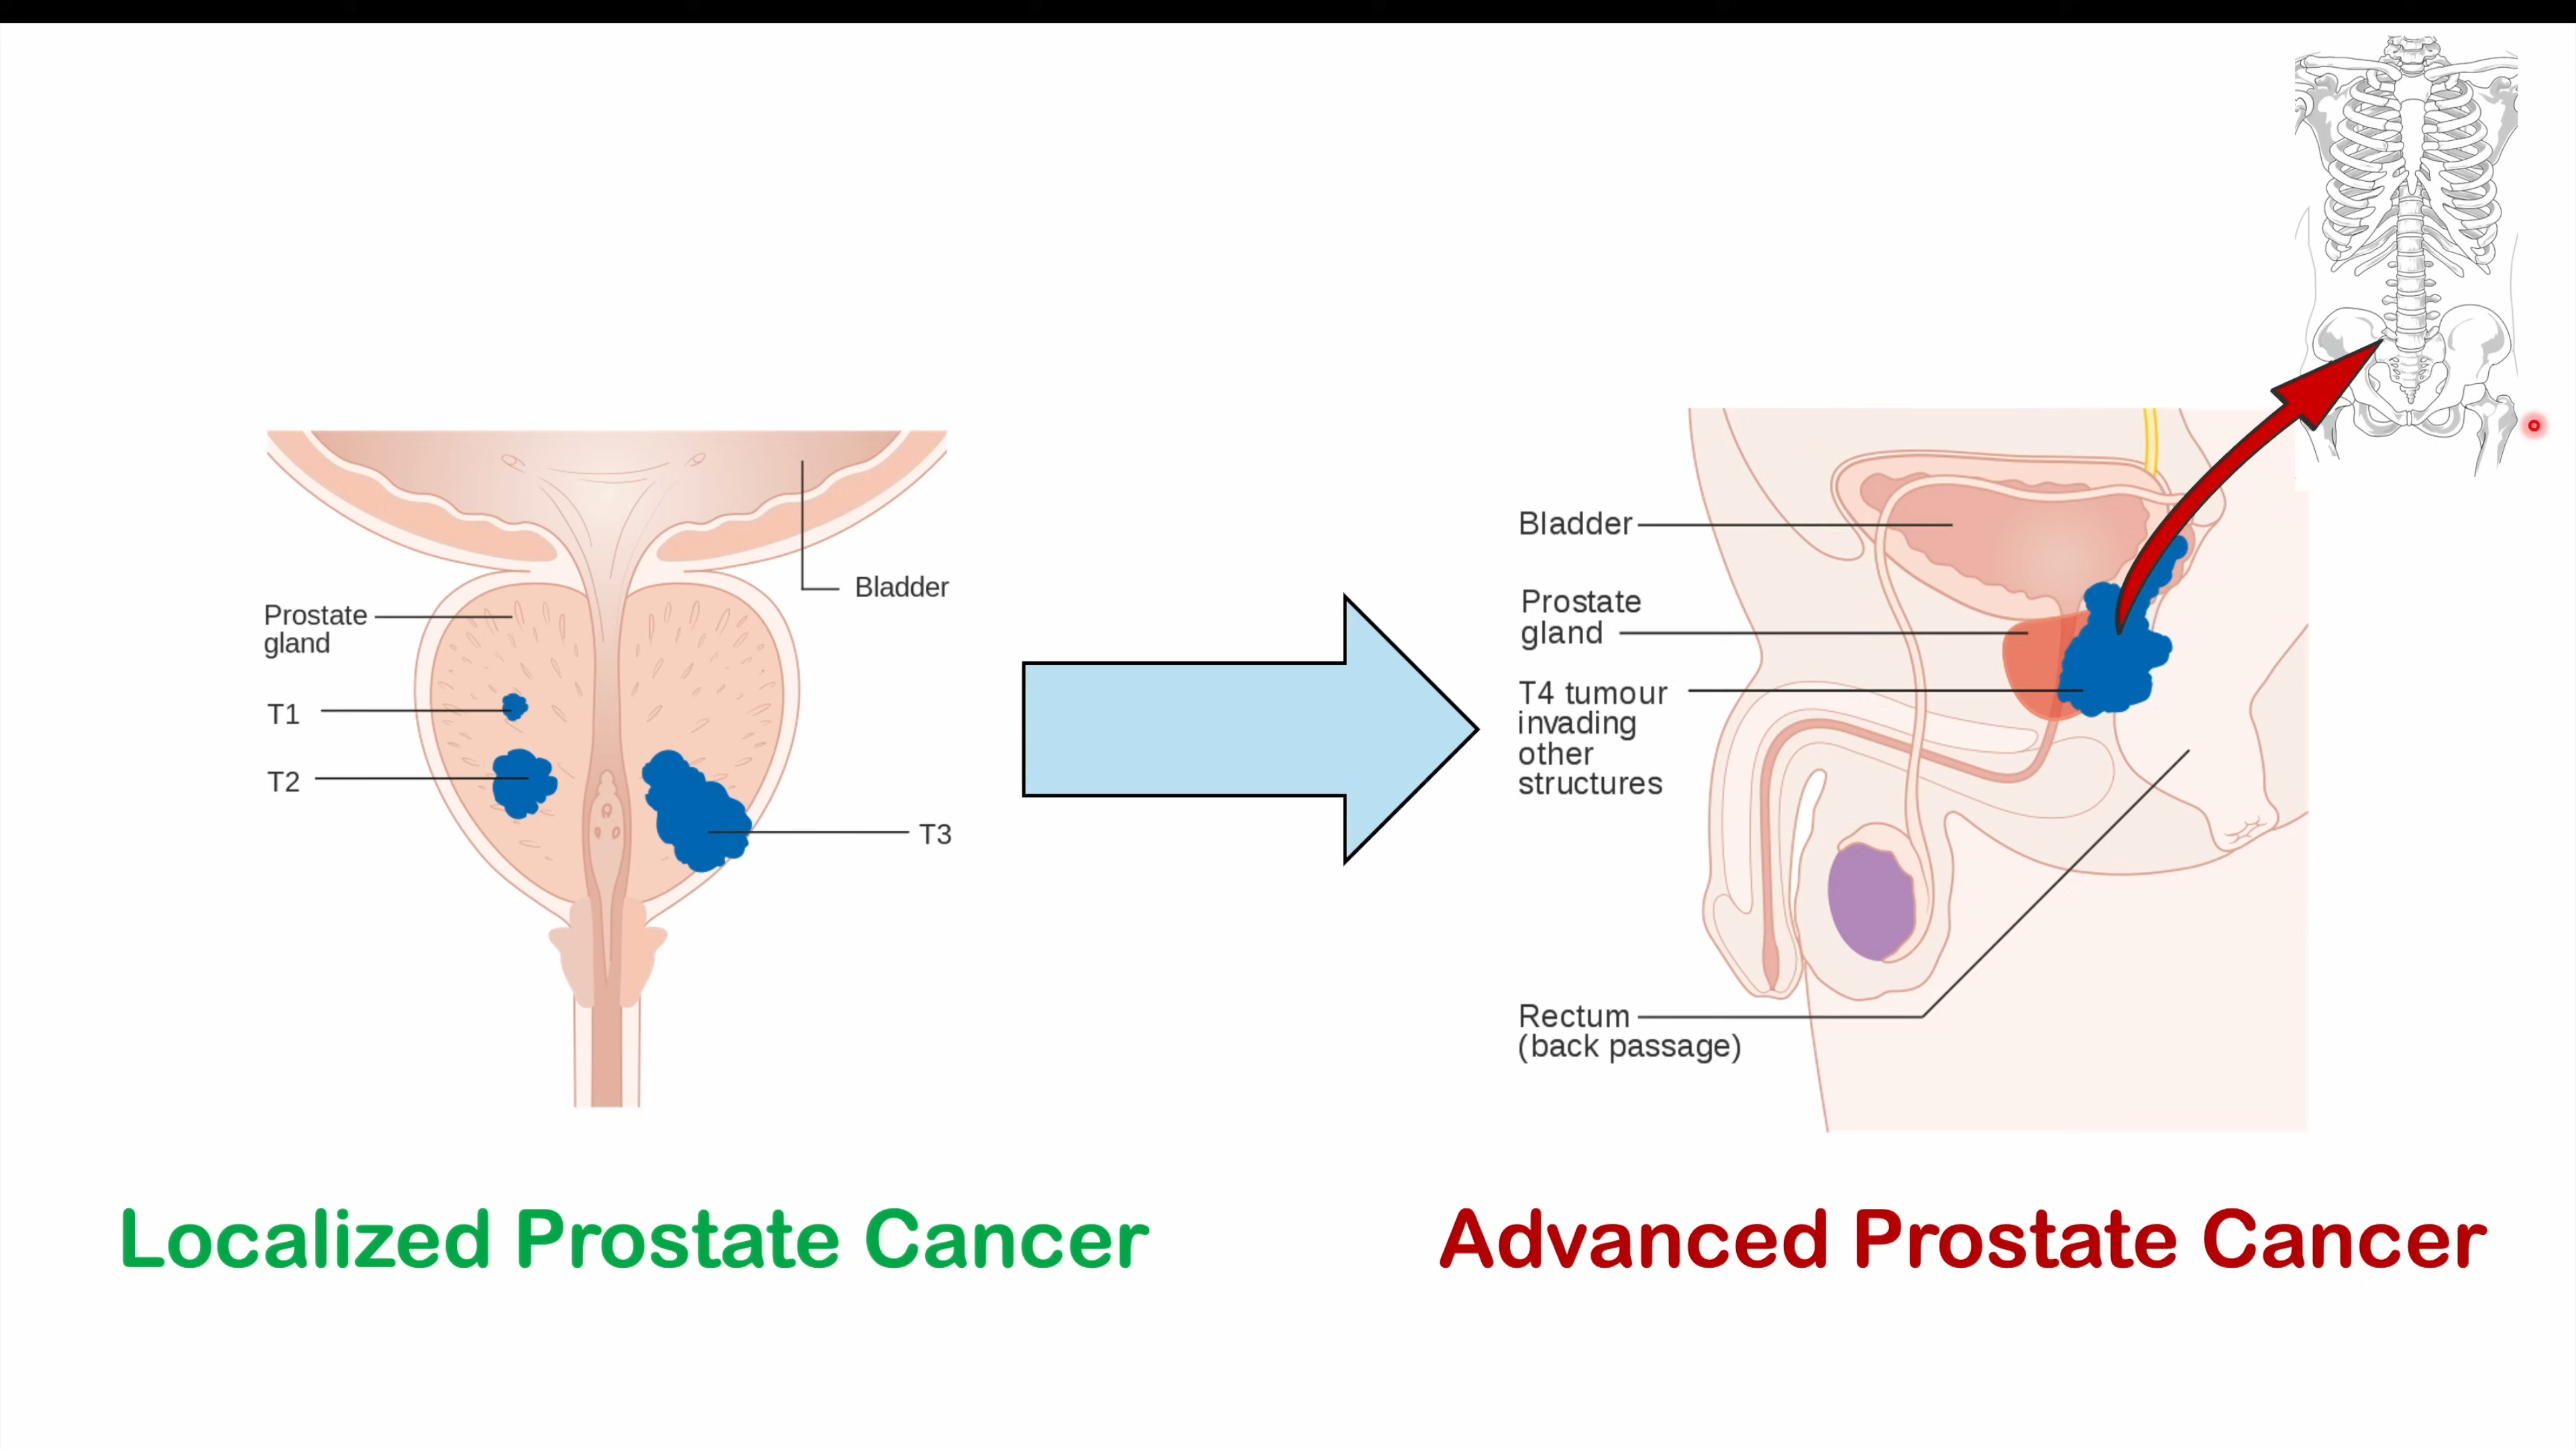 Bladder
Prostate
gland
T1
T2
T3
Bladder
Prostate
gland
T4 tumour
invading
other
structures
Rectum
(back passage)
Localized Prostate Cancer
Advanced Prostate Cancer